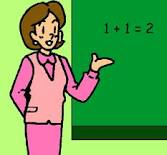 1 + 1 = 2